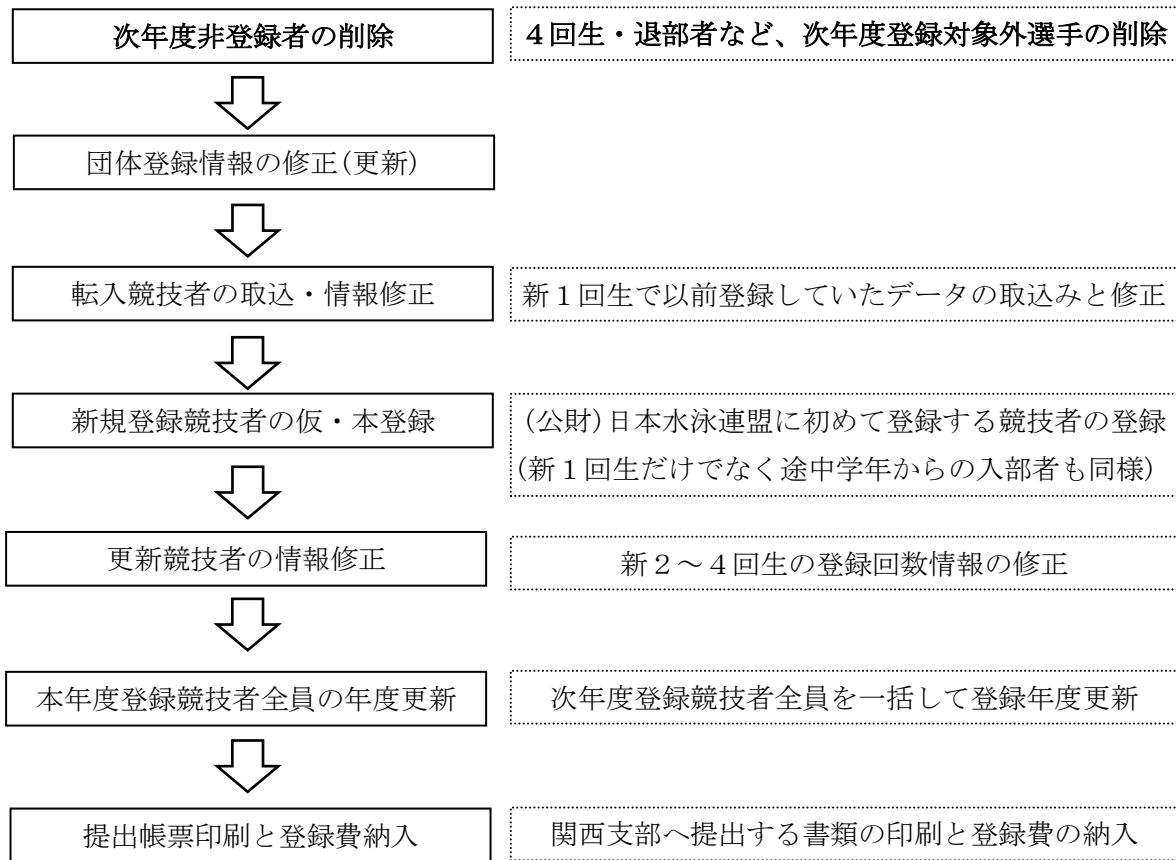 次年度非登録者の削除
４回生・退部者など、次年度登録対象外選手の削除
団体登録情報の修正(更新)
転入競技者の取込・情報修正
新１回生で以前登録していたデータの取込みと修正
新規登録競技者の仮・本登録
(公財)日本水泳連盟に初めて登録する競技者の登録
(新１回生だけでなく途中学年からの入部者も同様)
更新競技者の情報修正
新２～４回生の登録回数情報の修正
本年度登録競技者全員の年度更新
次年度登録競技者全員を一括して登録年度更新
提出帳票印刷と登録費納入
関西支部へ提出する書類の印刷と登録費の納入